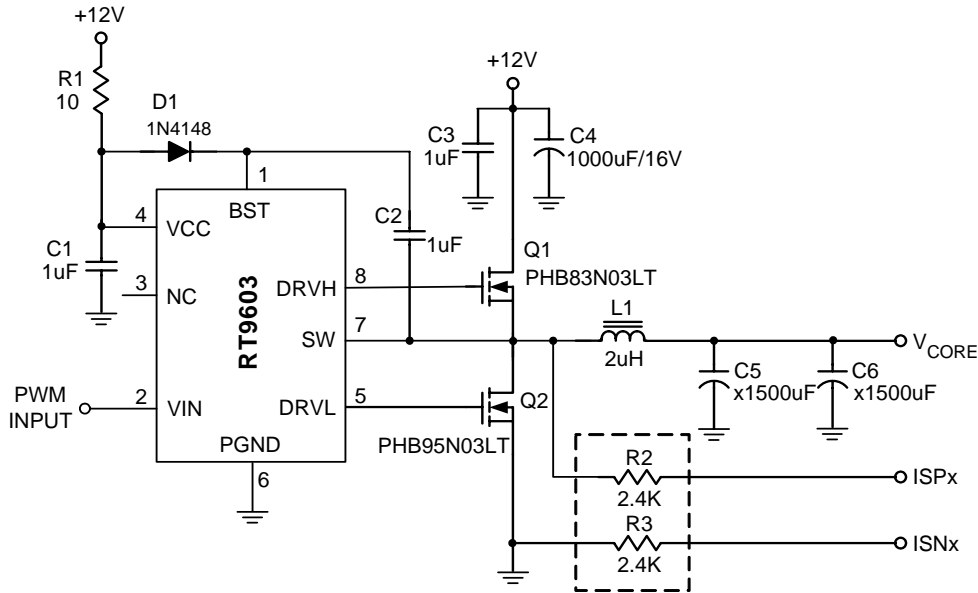 +12V
R1
10
D1
1N4148
+12V
C3
1uF
C4
1000uF/16V
1
BST
4
VCC
C1
1uF
C2
1uF
3
NC
RT9603
DRVH
8
Q1
PHB83N03LT
SW
7
L1
2uH
V_CORE
C5
x1500uF
C6
x1500uF
PWM
INPUT
2
VIN
DRVL
5
Q2
PHB95N03LT
PGND
6
R2
2.4K
ISPx
R3
2.4K
ISNx